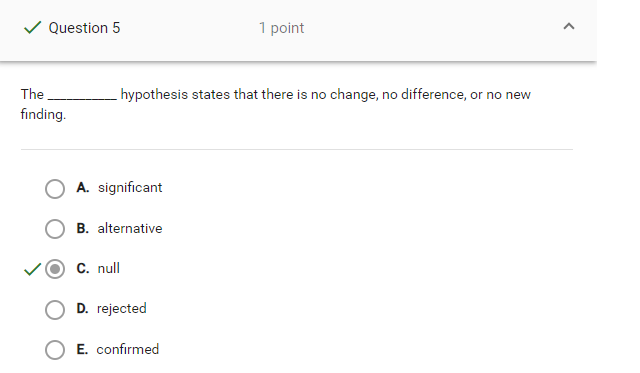 Question 5 1 point
The __________ hypothesis states that there is no change, no difference, or no new
finding.
A. significant
B. alternative
C. null
D. rejected
E. confirmed